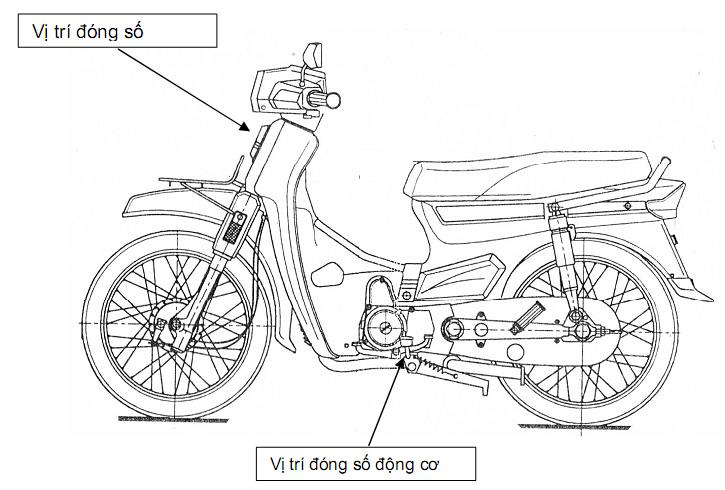 Vị trí đóng số
Vị trí đóng số động cơ